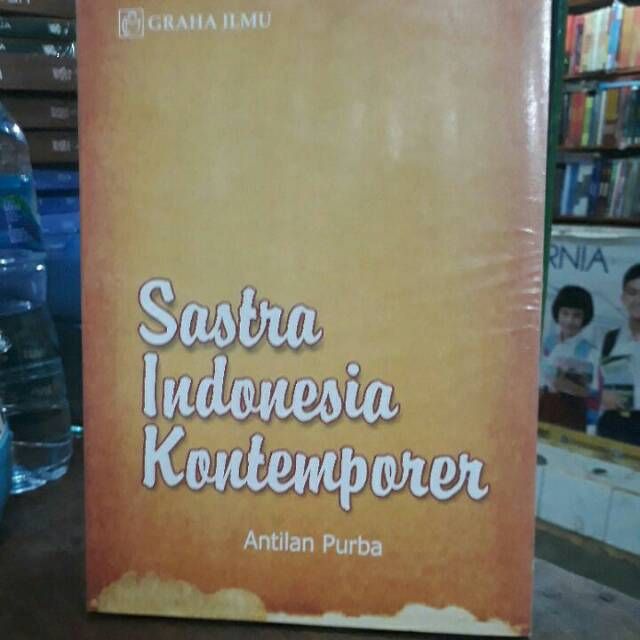 GRAHA ILMU
Sastra
Indonesia
Kontemporer
Antilan Purba
RNIA